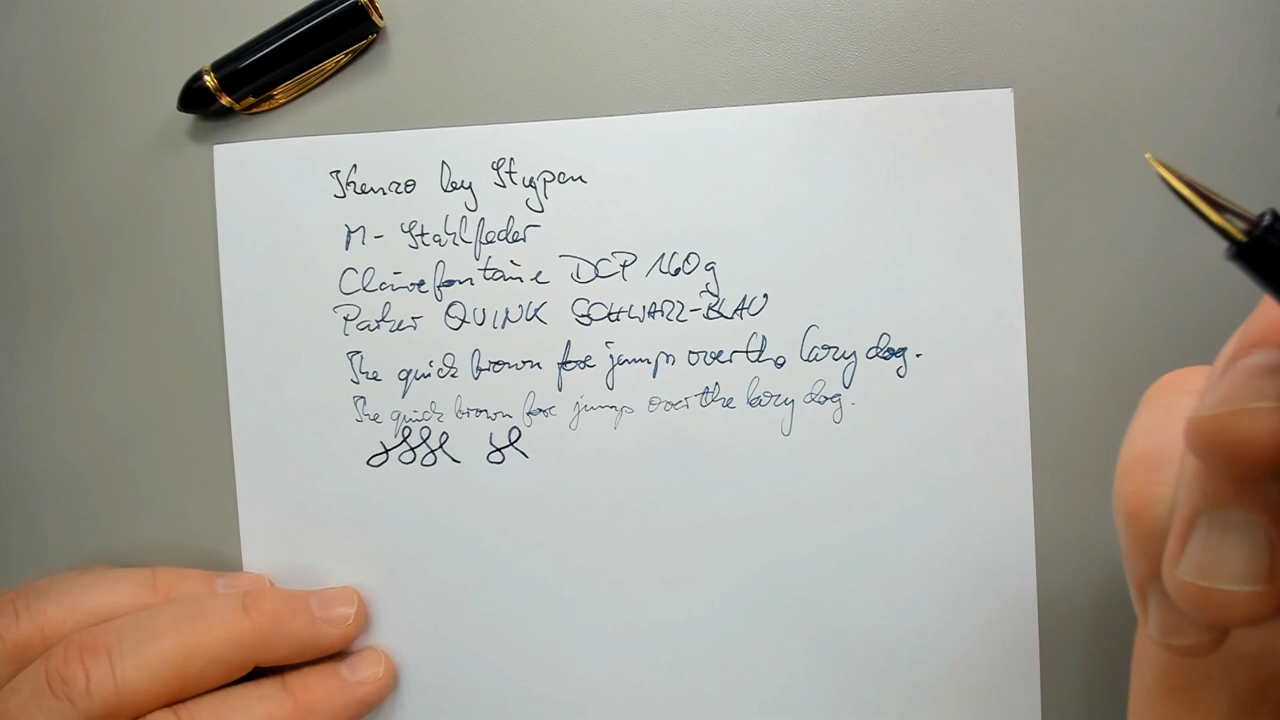 Kenzo by Stypen
M- Stahlfeder
Clairefontaine DCP 160g
Parker QUINK SCHWARZ-BLAU
The quick brown fox jumps over the lazy dog.
The quick brown fox jumps over the lazy dog.